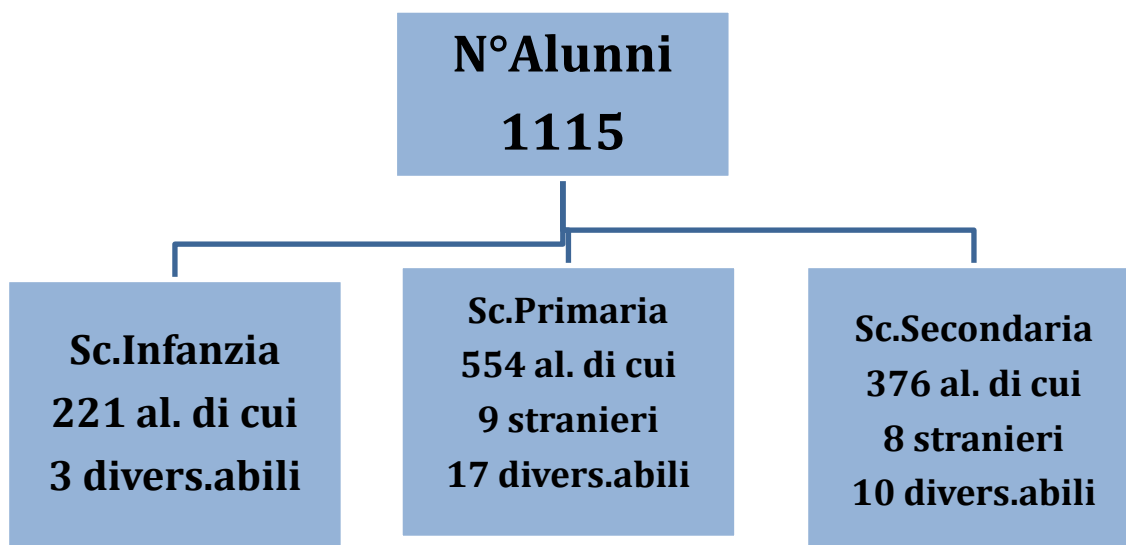 N°Alunni
1115
Sc.Infanzia
221 al. di cui
3 divers.abili
Sc.Primaria
554 al. di cui
9 stranieri
17 divers.abili
Sc.Secondaria
376 al. di cui
8 stranieri
10 divers.abili